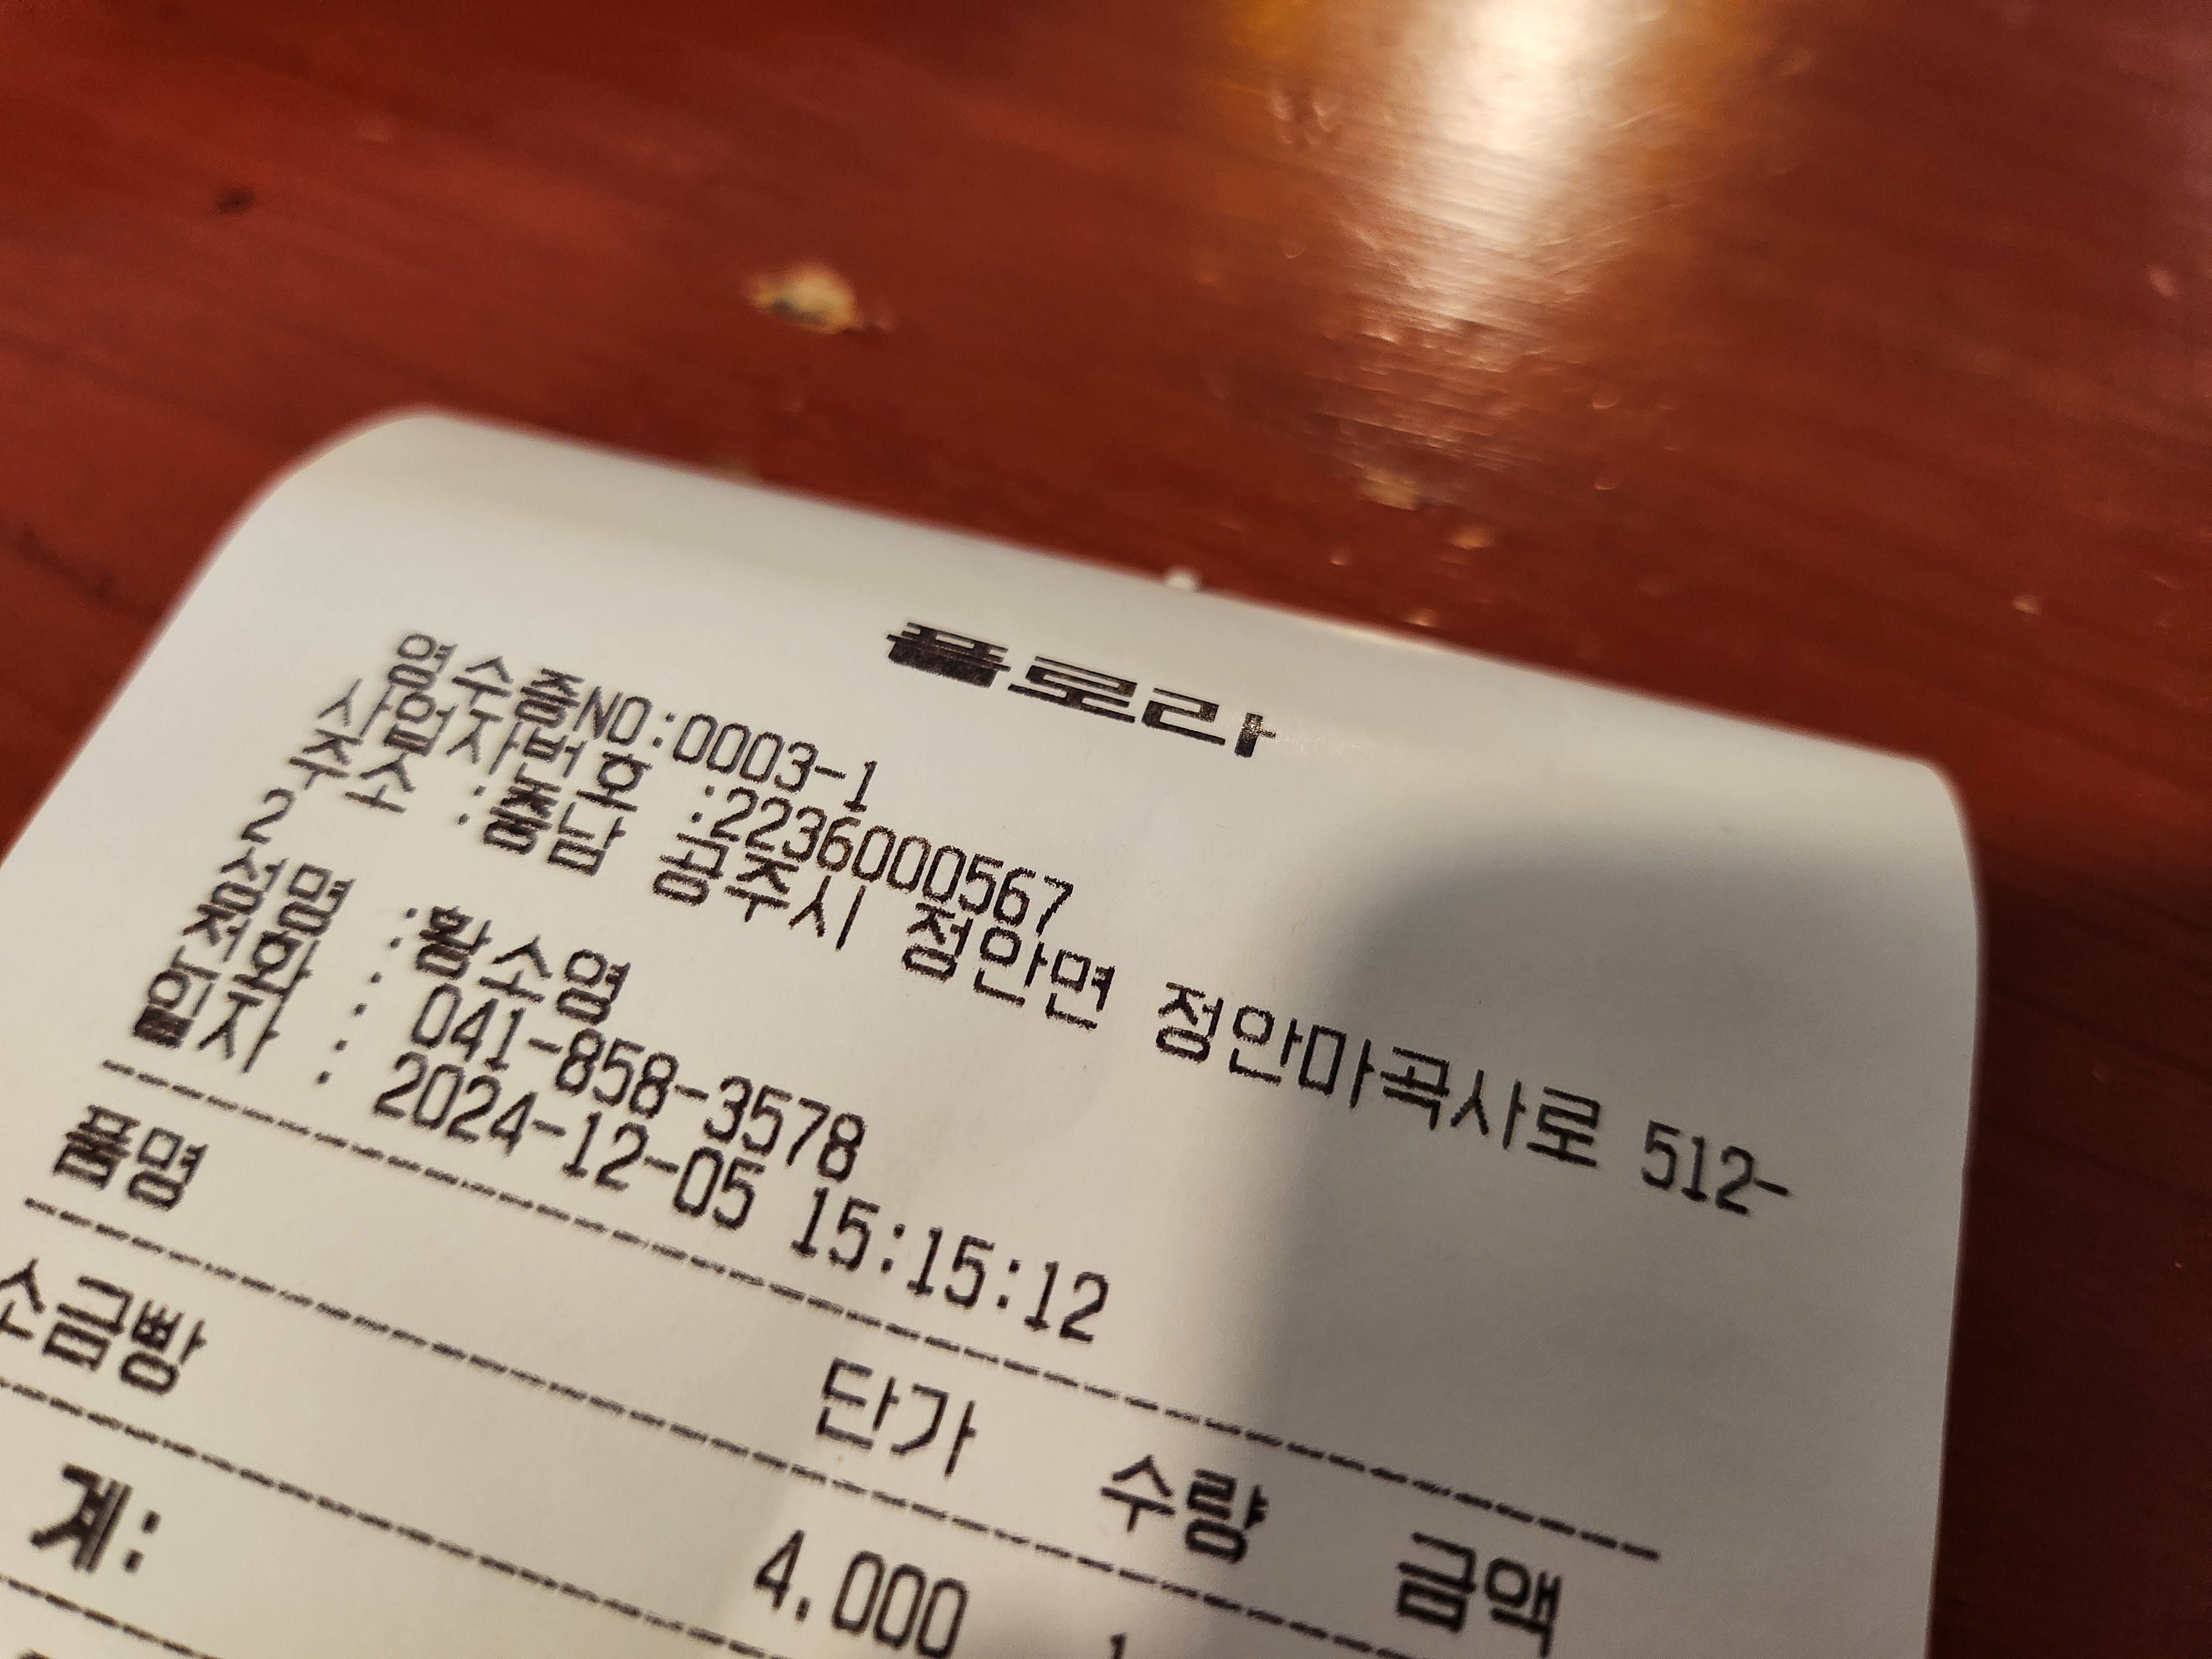 플로라
영수증NO:0003-1
사업자번호 :2236000567
주소 :충남 공주시 정안면 정안마곡사로 512-
2
성명 :황소영
전화 : 041-858-3578
일자 : 2024-12-05 15:15:12
품명 단가 수량 금액
소금빵 4,000
계: